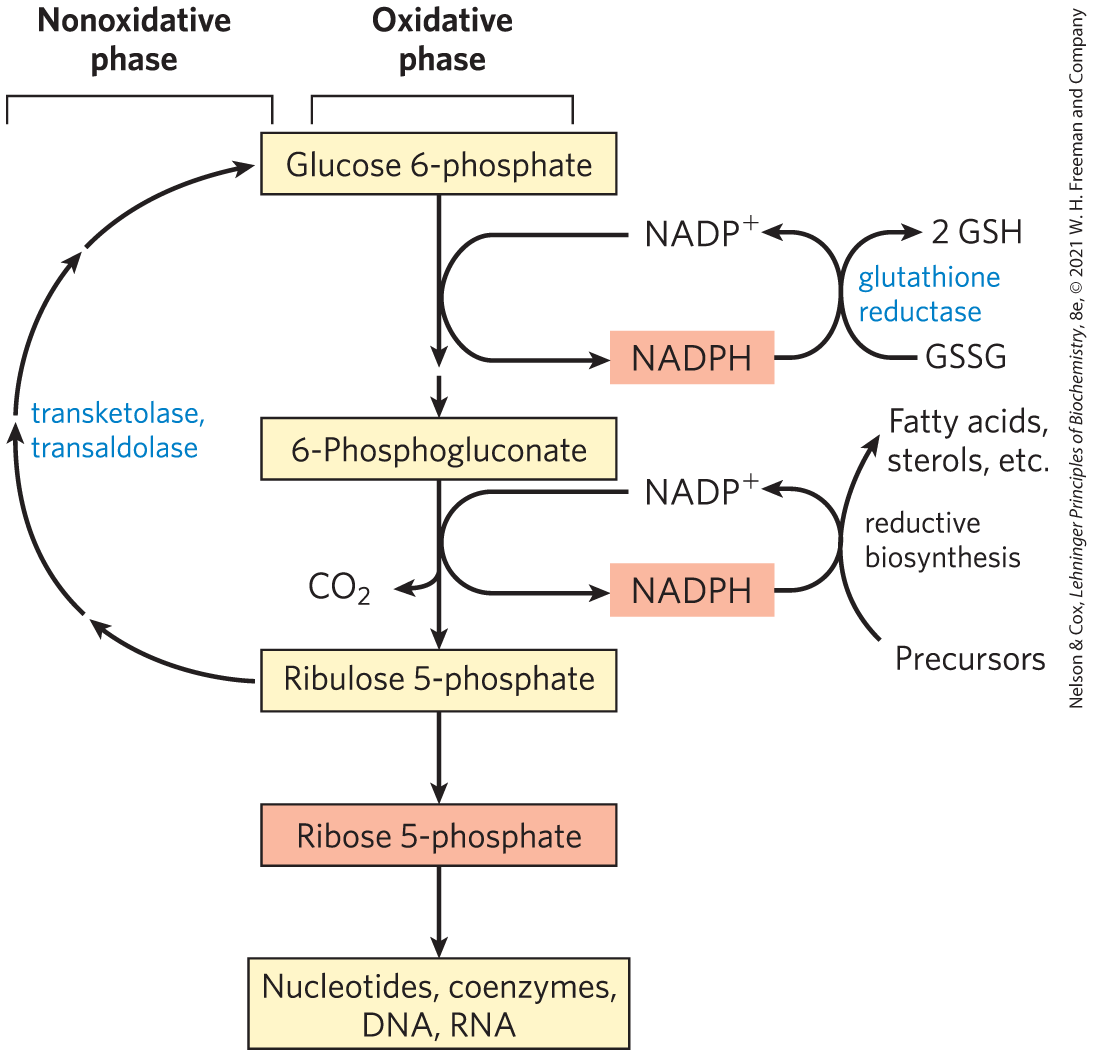 Nonoxidative
phase
Oxidative
phase
Glucose 6-phosphate
NADP⁺
2 GSH
glutathione
reductase
NADPH
GSSG
transketolase,
transaldolase
6-Phosphogluconate
Fatty acids,
sterols, etc.
NADP⁺
reductive
biosynthesis
CO₂
NADPH
Precursors
Ribulose 5-phosphate
Ribose 5-phosphate
Nucleotides, coenzymes,
DNA, RNA
Nelson & Cox, Lehninger Principles of Biochemistry, 8e, © 2021 W. H. Freeman and Company